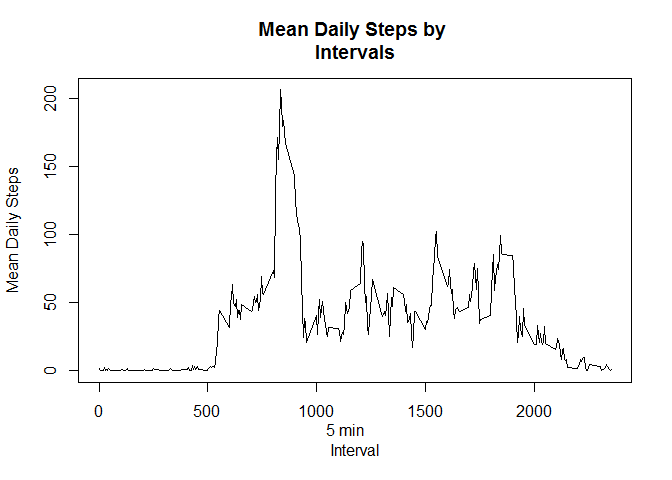 Mean Daily Steps by
Intervals
Mean Daily Steps
200
150
100
50
0
0 500 1000 1500 2000
5 min
Interval